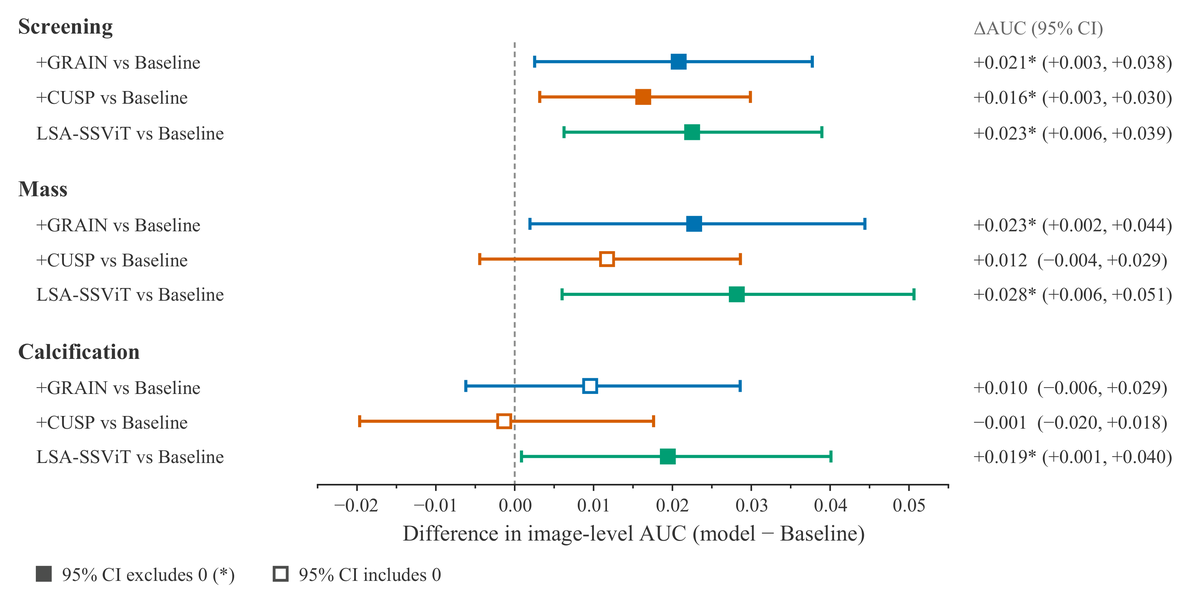 Screening ΔAUC (95% CI)
+GRAIN vs Baseline +0.021* (+0.003, +0.038)
+CUSP vs Baseline +0.016* (+0.003, +0.030)
LSA-SSViT vs Baseline +0.023* (+0.006, +0.039)
Mass
+GRAIN vs Baseline +0.023* (+0.002, +0.044)
+CUSP vs Baseline +0.012 (−0.004, +0.029)
LSA-SSViT vs Baseline +0.028* (+0.006, +0.051)
Calcification
+GRAIN vs Baseline +0.010 (−0.006, +0.029)
+CUSP vs Baseline −0.001 (−0.020, +0.018)
LSA-SSViT vs Baseline +0.019* (+0.001, +0.040)
−0.02 −0.01 0.00 0.01 0.02 0.03 0.04 0.05
Difference in image-level AUC (model − Baseline)
95% CI excludes 0 (*) 95% CI includes 0